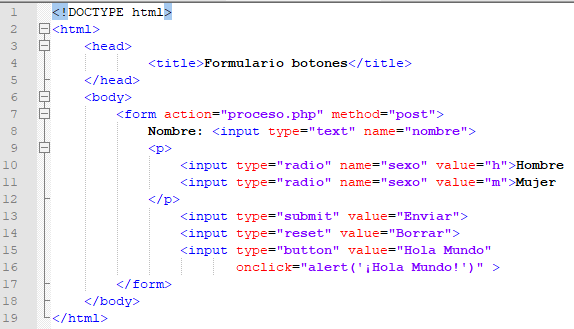 1 <!DOCTYPE html>
2 <html>
3 <head>
4 <title>Formulario botones</title>
5 </head>
6 <body>
7 <form action="proceso.php" method="post">
8 Nombre: <input type="text" name="nombre">
9 <p>
10 <input type="radio" name="sexo" value="h">Hombre
11 <input type="radio" name="sexo" value="m">Mujer
12 </p>
13 <input type="submit" value="Enviar">
14 <input type="reset" value="Borrar">
15 <input type="button" value="Hola Mundo"
16 onclick="alert('¡Hola Mundo!')" >
17 </form>
18 </body>
19 </html>